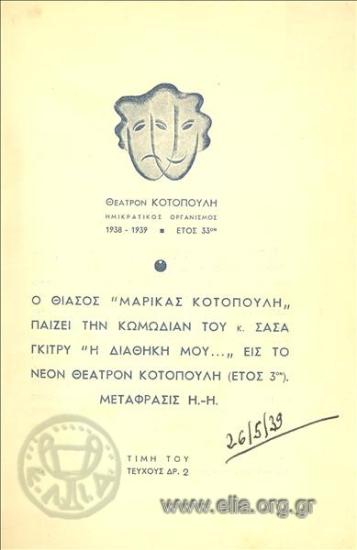 ΘΕΑΤΡΟΝ ΚΟΤΟΠΟΥΛΗ
ΗΜΙΚΡΑΤΙΚΟΣ ΟΡΓΑΝΙΣΜΟΣ
1938 - 1939 ■ ΕΤΟΣ 33ον
Ο ΘΙΑΣΟΣ "ΜΑΡΙΚΑΣ ΚΟΤΟΠΟΥΛΗ„
ΠΑΙΖΕΙ ΤΗΝ ΚΩΜΩΔΙΑΝ ΤΟΥ κ. ΣΑΣΑ
ΓΚΙΤΡΥ "Η ΔΙΑΘΗΚΗ ΜΟΥ...„ ΕΙΣ ΤΟ
ΝΕΟΝ ΘΕΑΤΡΟΝ ΚΟΤΟΠΟΥΛΗ (ΕΤΟΣ 3ον).
ΜΕΤΑΦΡΑΣΙΣ Η.-Η.
26/5/39
ΤΙΜΗ ΤΟΥ
ΤΕΥΧΟΥΣ ΔΡ. 2
Ε.Λ.Ι.Α.
www.elia.org.gr